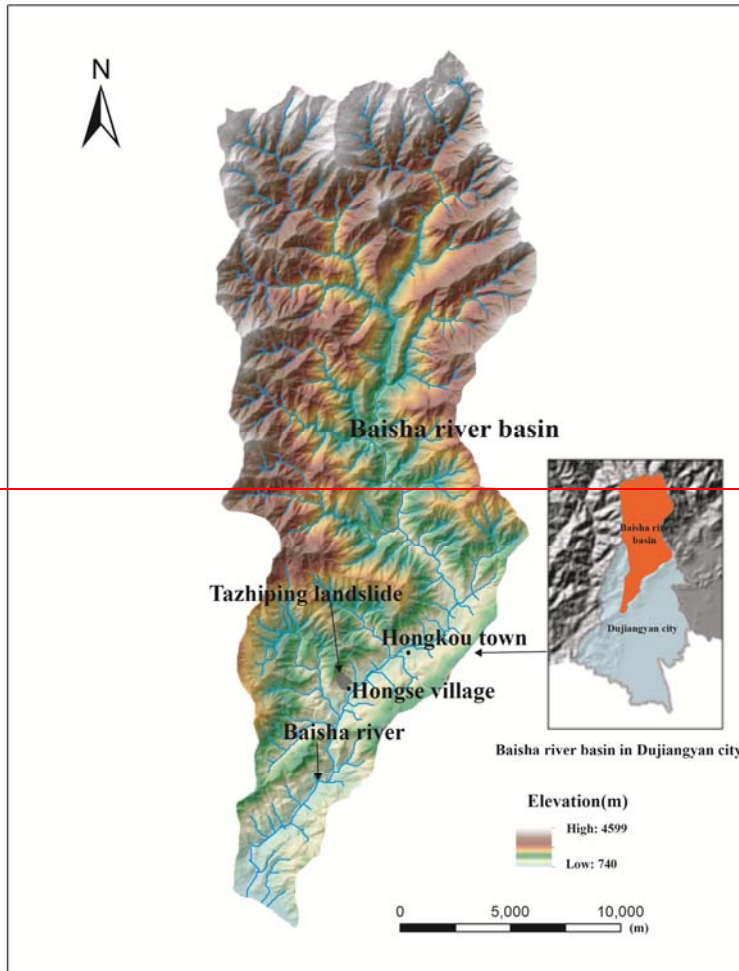 N
Baisha river basin
Baisha river
basin
Tazhiping landslide
Hongkou town
Dujiangyan city
Hongse village
Baisha river
Baisha river basin in Dujiangyan city
Elevation(m)
High: 4599
Low: 740
0 5,000 10,000
(m)